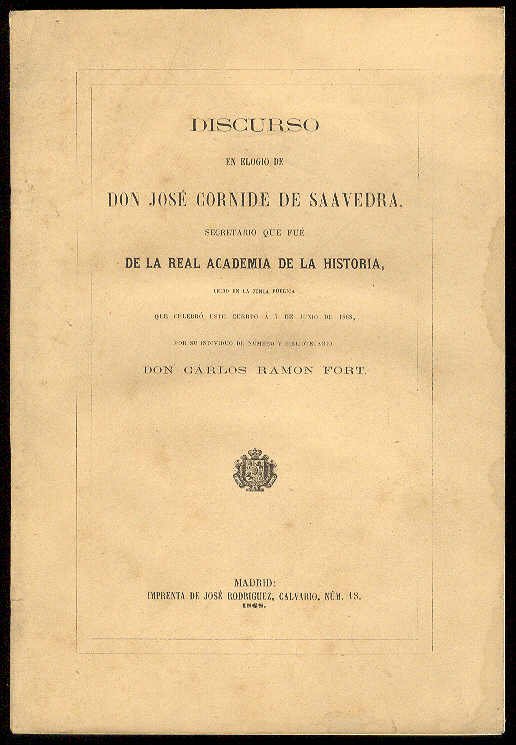 DISCURSO
EN ELOGIO DE
DON JOSÉ CORNIDE DE SAAVEDRA,
SECRETARIO QUE FUÉ
DE LA REAL ACADEMIA DE LA HISTORIA,
LEIDO EN LA JUNTA PÚBLICA
QUE CELEBRÓ ESTE CUERPO Á 7 DE JUNIO DE 1868,
POR SU INDIVIDUO DE NÚMERO Y BIBLIOTECARIO
DON CARLOS RAMON FORT.
MADRID:
IMPRENTA DE JOSÉ RODRIGUEZ, CALVARIO, NÚM. 18.
1868.